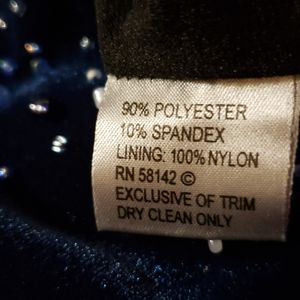 90% POLYESTER
10% SPANDEX
LINING: 100% NYLON
RN 58142 ©
EXCLUSIVE OF TRIM
DRY CLEAN ONLY